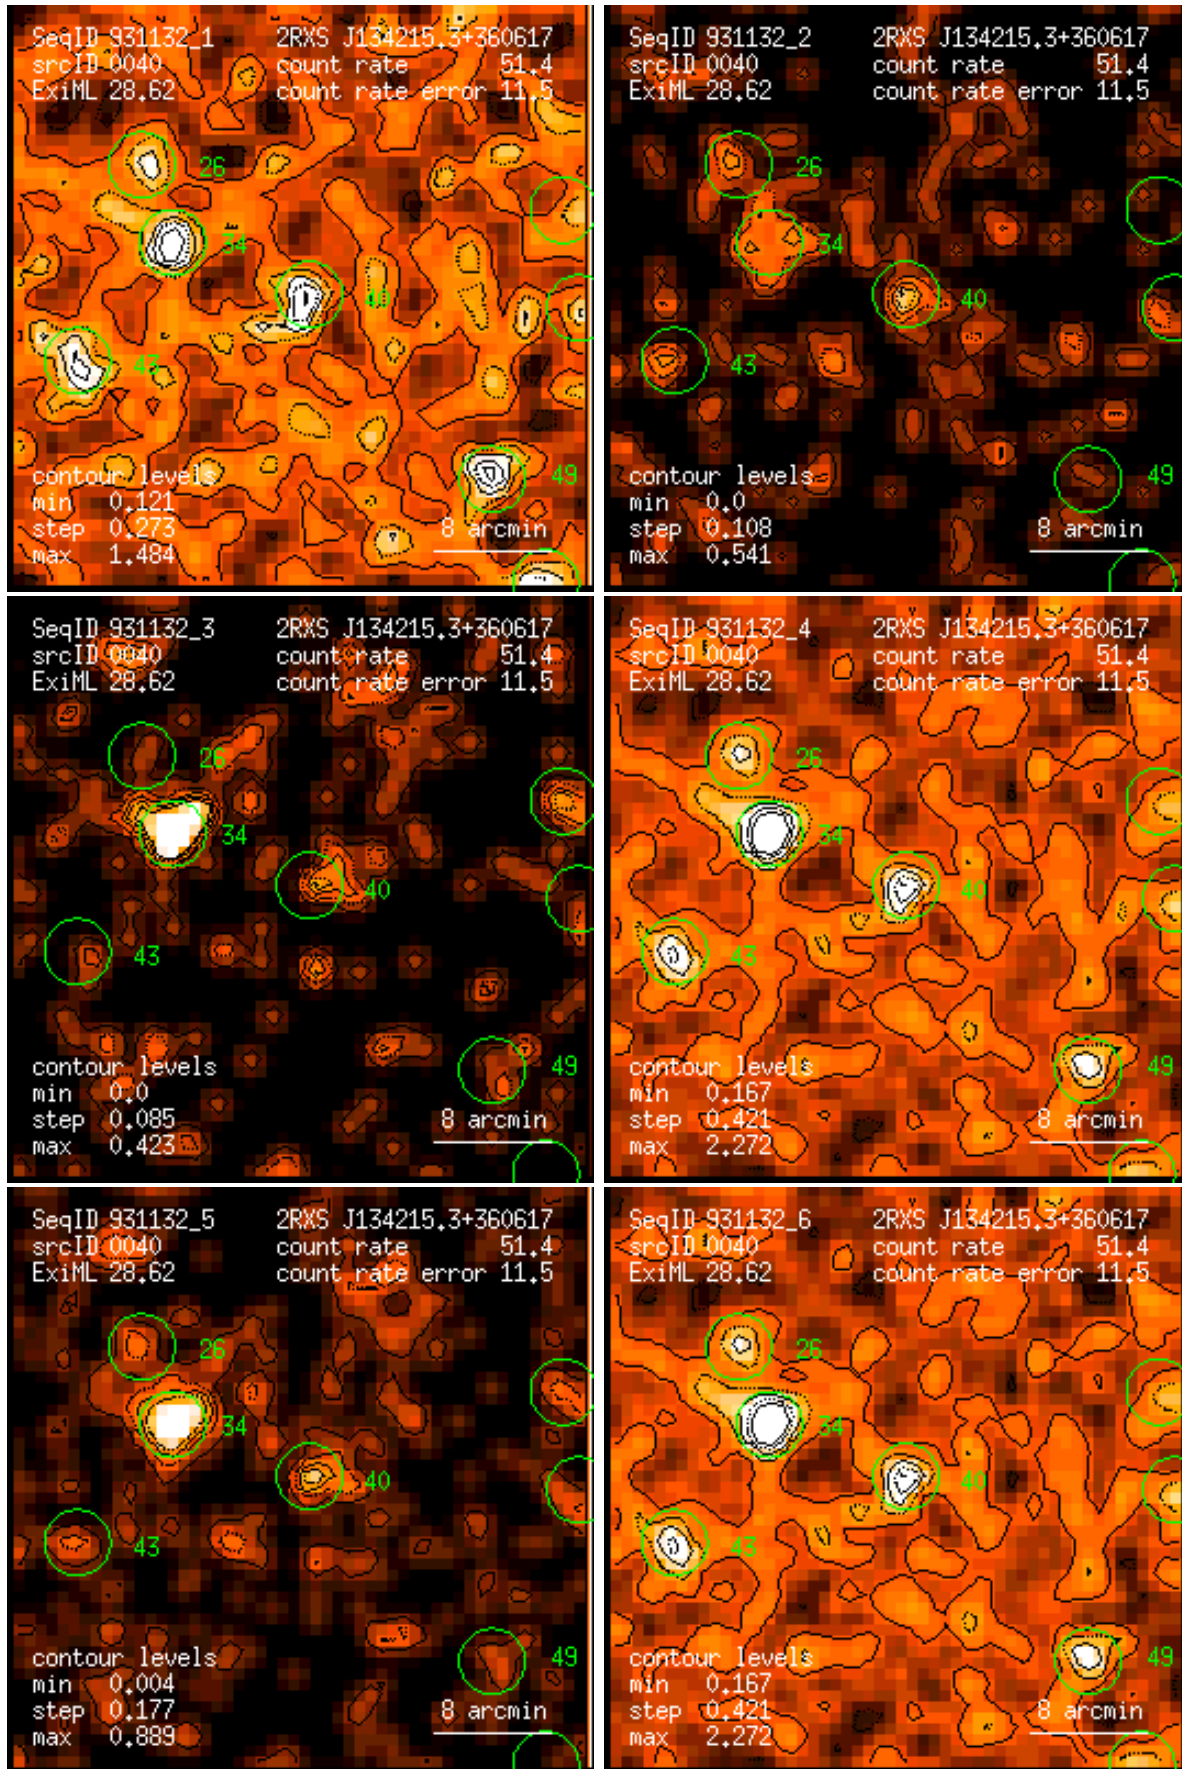 SeqID 931132_1 2RXS J134215.3+360617
srcID 0040 count rate 51.4
ExiML 28.62 count rate error 11.5
26
34
40
43
49
contour levels
min 0.121
step 0.273
max 1.484
8 arcmin
SeqID 931132_2 2RXS J134215.3+360617
srcID 0040 count rate 51.4
ExiML 28.62 count rate error 11.5
26
34
40
43
49
contour levels
min 0.0
step 0.108
max 0.541
8 arcmin
SeqID 931132_3 2RXS J134215.3+360617
srcID 0040 count rate 51.4
ExiML 28.62 count rate error 11.5
26
34
40
43
49
contour levels
min 0.0
step 0.085
max 0.423
8 arcmin
SeqID 931132_4 2RXS J134215.3+360617
srcID 0040 count rate 51.4
ExiML 28.62 count rate error 11.5
26
34
40
43
49
contour levels
min 0.167
step 0.421
max 2.272
8 arcmin
SeqID 931132_5 2RXS J134215.3+360617
srcID 0040 count rate 51.4
ExiML 28.62 count rate error 11.5
26
34
40
43
49
contour levels
min 0.004
step 0.177
max 0.889
8 arcmin
SeqID 931132_6 2RXS J134215.3+360617
srcID 0040 count rate 51.4
ExiML 28.62 count rate error 11.5
26
34
40
43
49
contour levels
min 0.167
step 0.421
max 2.272
8 arcmin